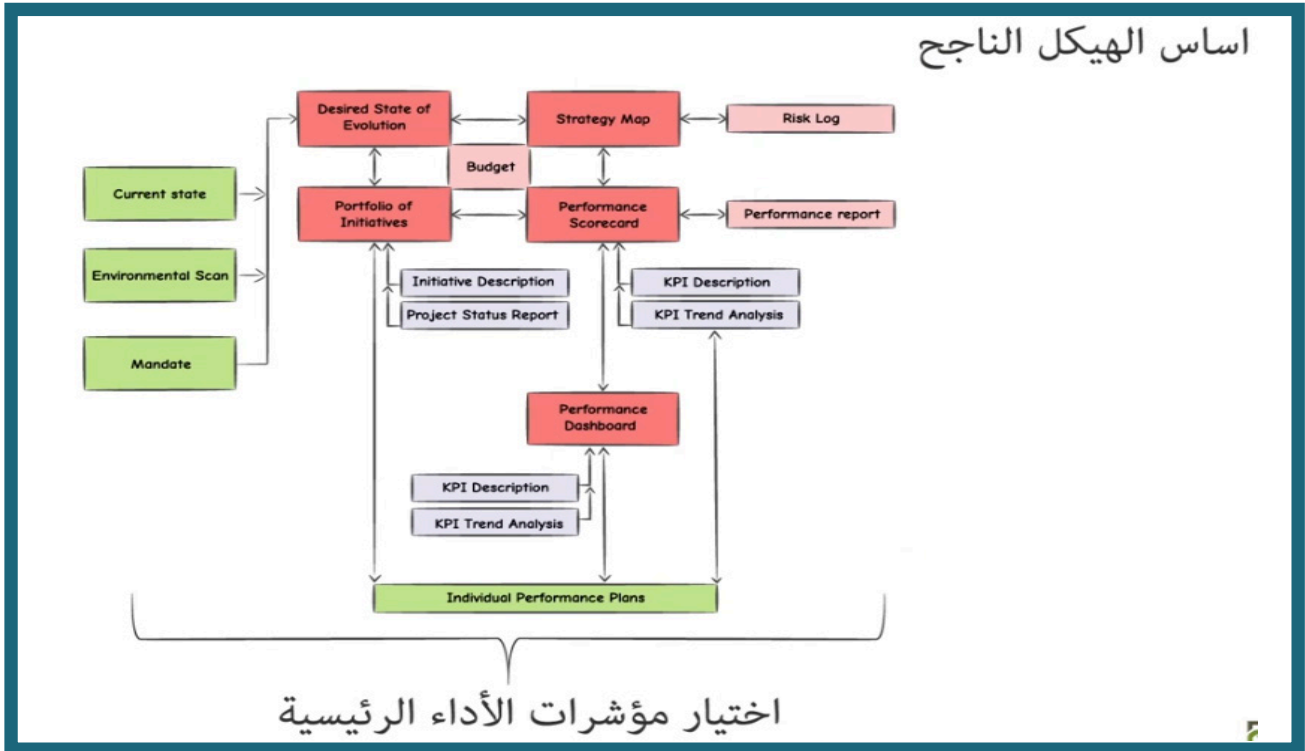 اساس الهيكل الناجح
Desired State of
Evolution
Strategy Map
Risk Log
Budget
Current state
Portfolio of
Initiatives
Performance
Scorecard
Performance report
Environmental Scan
Initiative Description
Project Status Report
KPI Description
KPI Trend Analysis
Mandate
Performance
Dashboard
KPI Description
KPI Trend Analysis
Individual Performance Plans
اختيار مؤشرات الأداء الرئيسية